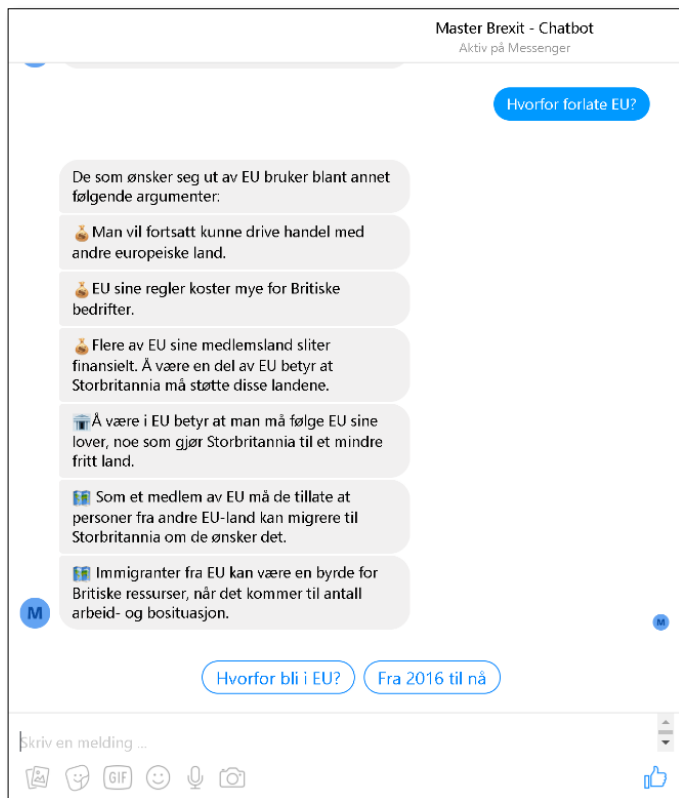 Master Brexit - Chatbot
Aktiv på Messenger
Hvorfor forlate EU?
De som ønsker seg ut av EU bruker blant annet
følgende argumenter:
Man vil fortsatt kunne drive handel med
andre europeiske land.
EU sine regler koster mye for Britiske
bedrifter.
Flere av EU sine medlemsland sliter
finansielt. Å være en del av EU betyr at
Storbritannia må støtte disse landene.
Å være i EU betyr at man må følge EU sine
lover, noe som gjør Storbritannia til et mindre
fritt land.
Som et medlem av EU må de tillate at
personer fra andre EU-land kan migrere til
Storbritannia om de ønsker det.
Immigranter fra EU kan være en byrde for
Britiske ressurser, når det kommer til antall
arbeid- og bosituasjon.
M
M
Hvorfor bli i EU?
Fra 2016 til nå
Skriv en melding ...
GIF